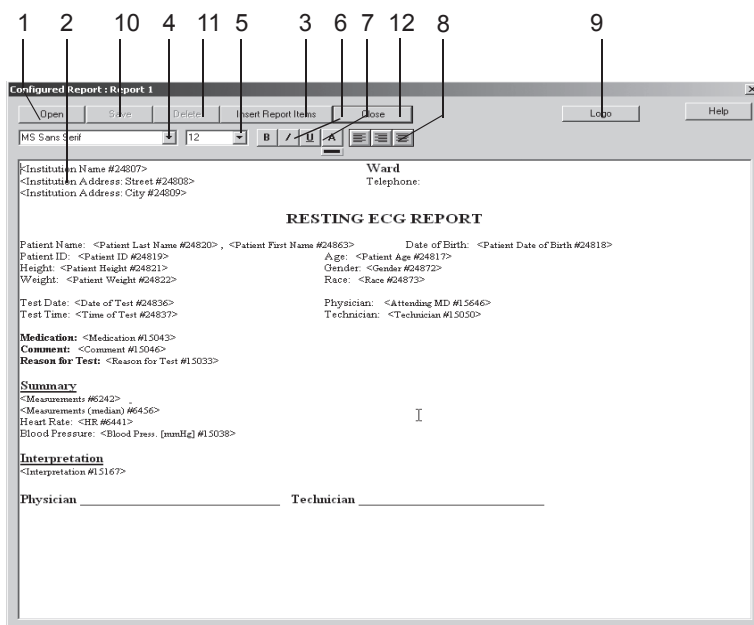 1 2 10 4 11 5 3 6 7 12 8 9
Configured Report : Report 1
Open Save Delete Insert Report Items Close Logo Help
MS Sans Serif 12 B I U A
<Institution Name #24807> Ward
<Institution Address: Street #24808> Telephone:
<Institution Address: City #24809>
RESTING ECG REPORT
Patient Name: <Patient Last Name #24820> , <Patient First Name #24863> Date of Birth: <Patient Date of Birth #24818>
Patient ID: <Patient ID #24819> Age: <Patient Age #24817>
Height: <Patient Height #24821> Gender: <Gender #24872>
Weight: <Patient Weight #24822> Race: <Race #24873>
Test Date: <Date of Test #24836> Physician: <Attending MD #15646>
Test Time: <Time of Test #24837> Technician: <Technician #15050>
Medication: <Medication #15043>
Comment: <Comment #15046>
Reason for Test: <Reason for Test #15033>
Summary
<Measurements #6242>
<Measurements (median) #6456>
Heart Rate: <HR #6441>
Blood Pressure: <Blood Press. [mmHg] #15038>
Interpretation
<Interpretation #15167>
Physician Technician